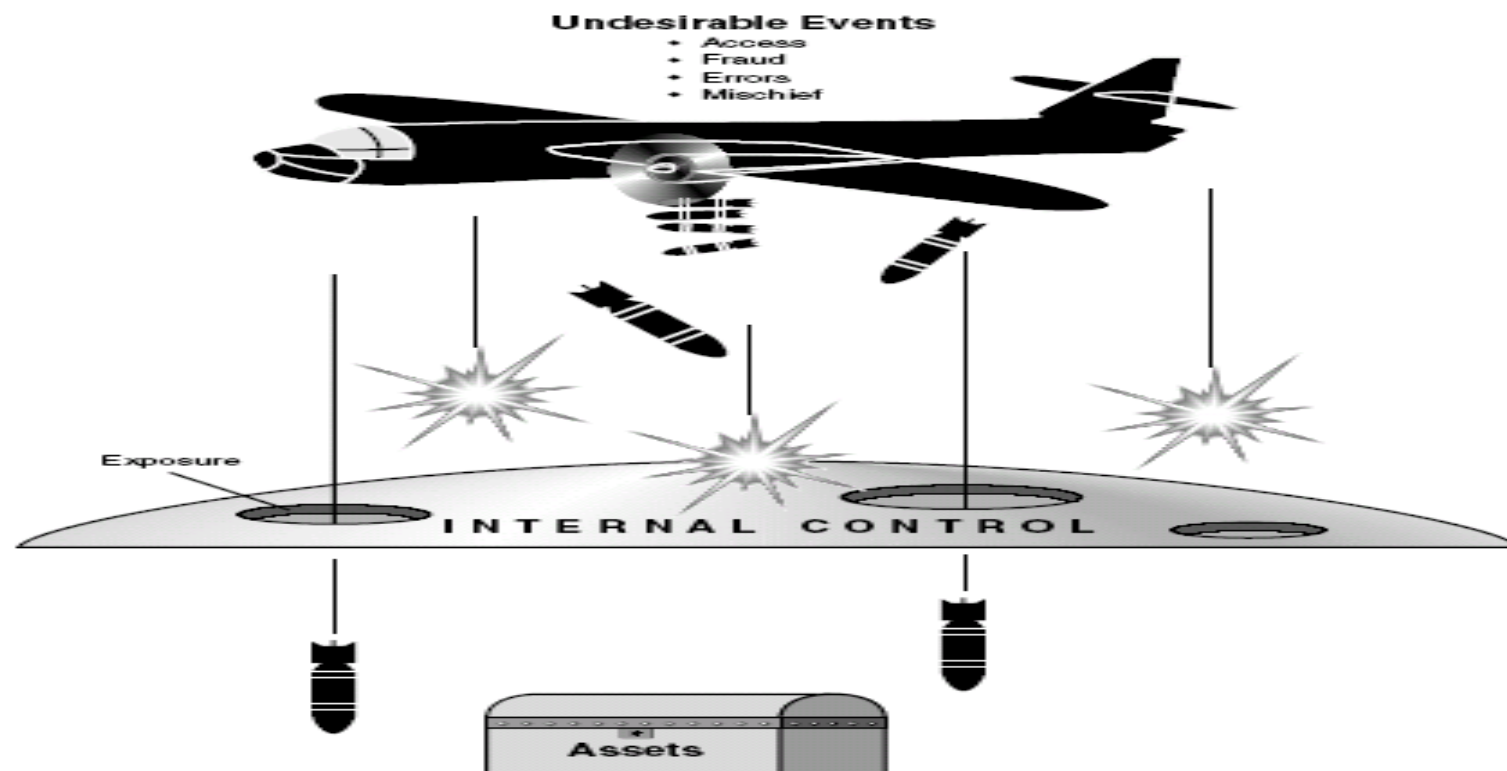 Undesirable Events
• Access
• Fraud
• Errors
• Mischief
Exposure
INTERNAL CONTROL
Assets